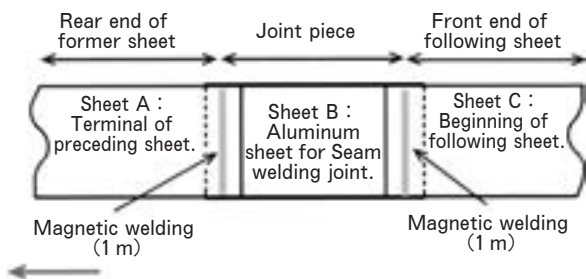 Rear end of
former sheet
Joint piece
Front end of
following sheet
Sheet A :
Terminal of
preceding sheet.
Sheet B :
Aluminum
sheet for Seam
welding joint.
Sheet C :
Beginning of
following sheet.
Magnetic welding
(1 m)
Magnetic welding
(1 m)